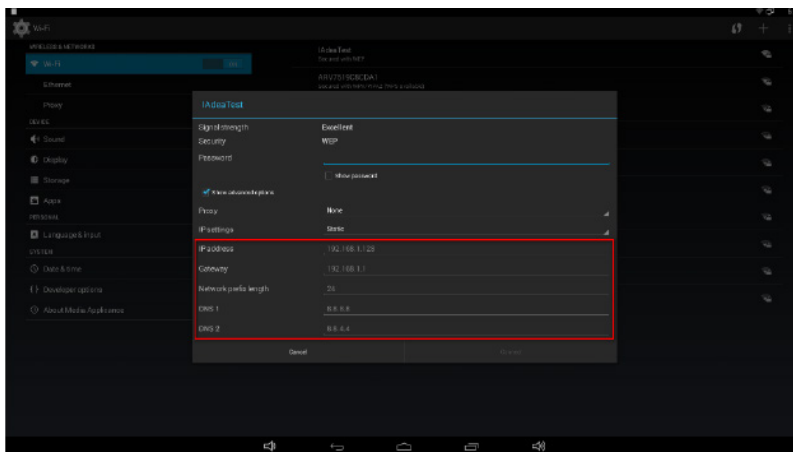 Wi-Fi
WIRELESS & NETWORKS
Wi-Fi
Ethernet
Proxy
DEVICE
Sound
Display
Storage
Apps
PERSONAL
Language & input
SYSTEM
Date & time
{ } Developer options
About Media Appliance
IAdeaTest
IAdeaTest
Signal strength Excellent
Security WEP
Password
Show password
Show advanced options
Proxy None
IP settings Static
IP address 192.168.1.128
Gateway 192.168.1.1
Network prefix length 24
DNS 1 8.8.8.8
DNS 2 8.8.4.4
Cancel